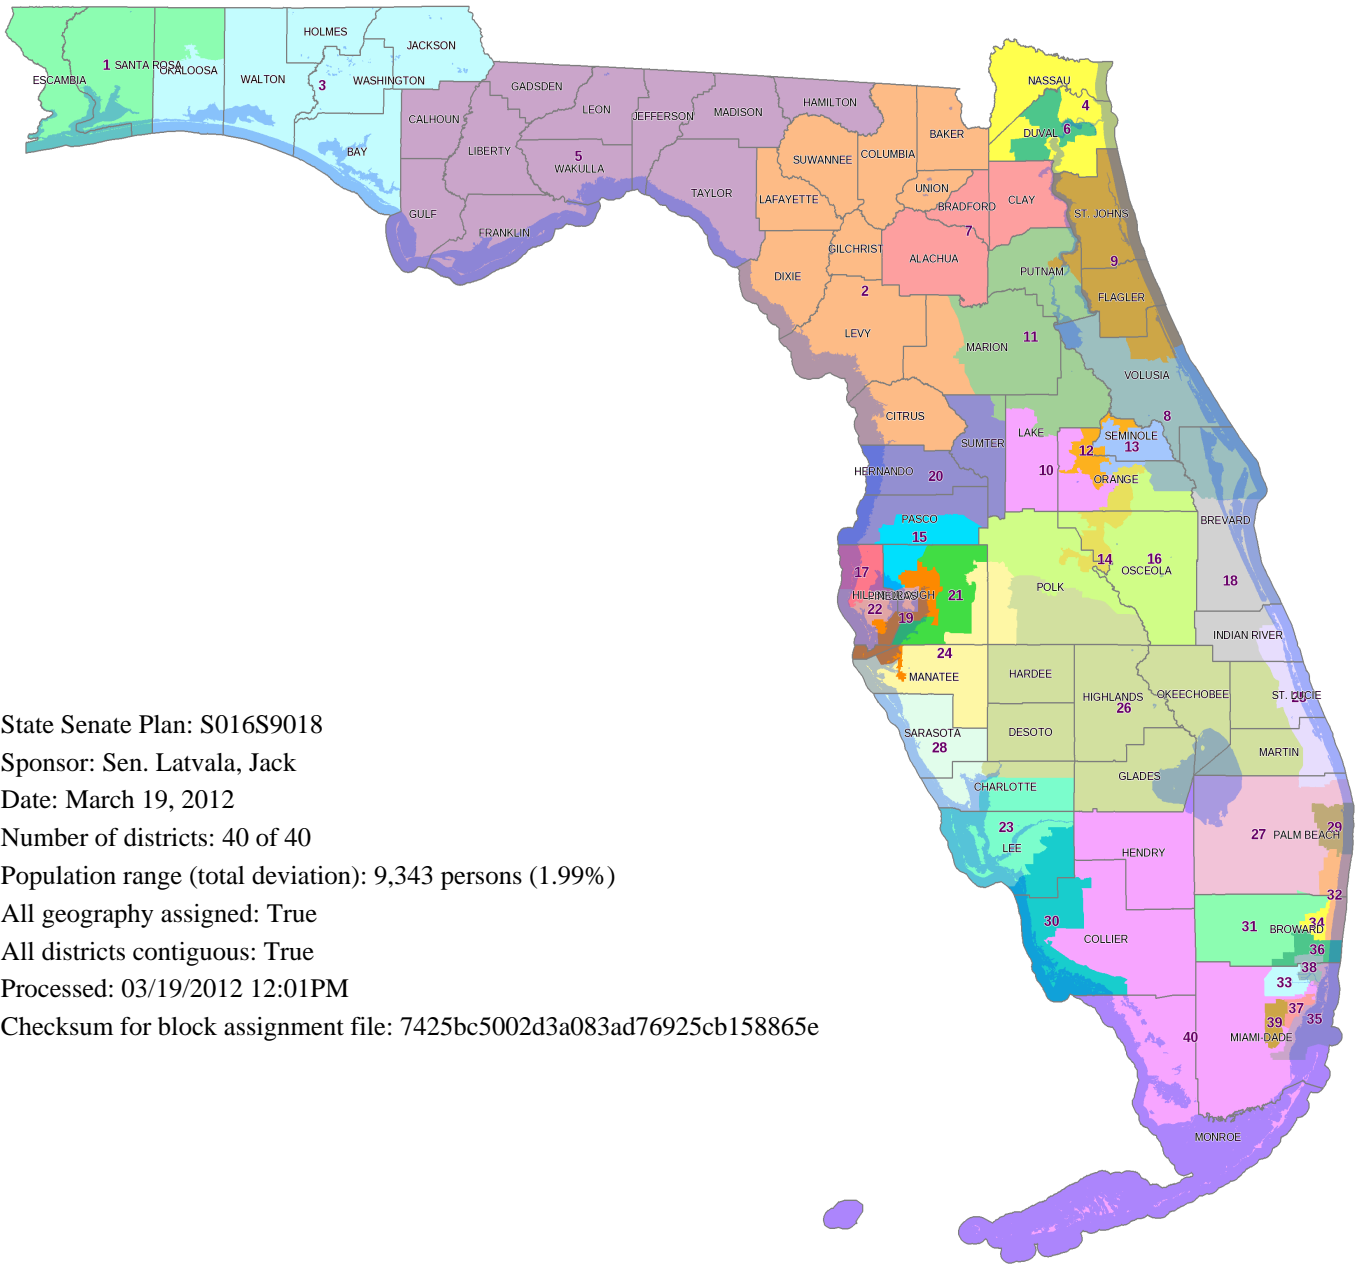 HOLMES
JACKSON
1 SANTA ROSA
OKALOOSA
ESCAMBIA
WALTON
3
WASHINGTON
BAY
GADSDEN
LEON
JEFFERSON
MADISON
HAMILTON
CALHOUN
LIBERTY
5
WAKULLA
TAYLOR
GULF
FRANKLIN
NASSAU
4
DUVAL
6
BAKER
COLUMBIA
SUWANNEE
UNION
LAFAYETTE
BRADFORD
CLAY
ST. JOHNS
7
GILCHRIST
ALACHUA
9
PUTNAM
DIXIE
2
FLAGLER
LEVY
11
MARION
VOLUSIA
CITRUS
8
SUMTER
LAKE
SEMINOLE
12
13
HERNANDO
20
10
ORANGE
PASCO
15
BREVARD
17
14
16
OSCEOLA
18
POLK
HILLSBOROUGH
PINELLAS
21
22
19
INDIAN RIVER
24
MANATEE
HARDEE
HIGHLANDS
OKEECHOBEE
ST. LUCIE
25
26
SARASOTA
28
DESOTO
MARTIN
GLADES
CHARLOTTE
23
LEE
27
PALM BEACH
29
HENDRY
32
30
COLLIER
31
BROWARD
34
36
38
33
37
35
39
40
MIAMI-DADE
MONROE
State Senate Plan: S016S9018
Sponsor: Sen. Latvala, Jack
Date: March 19, 2012
Number of districts: 40 of 40
Population range (total deviation): 9,343 persons (1.99%)
All geography assigned: True
All districts contiguous: True
Processed: 03/19/2012 12:01PM
Checksum for block assignment file: 7425bc5002d3a083ad76925cb158865e